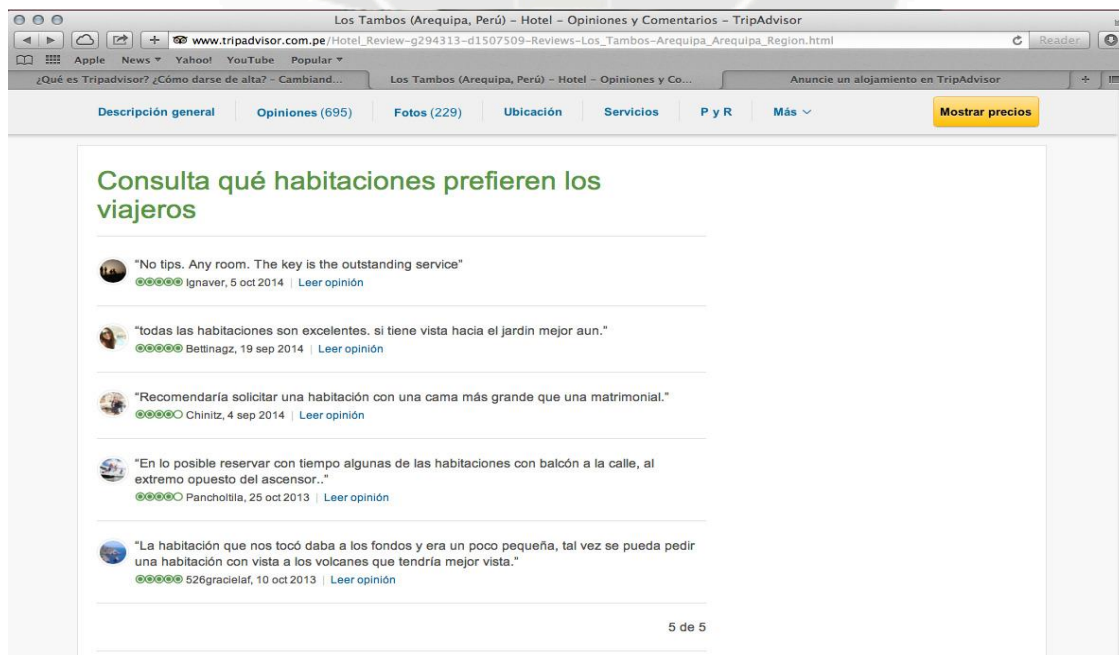 Los Tambos (Arequipa, Perú) – Hotel – Opiniones y Comentarios – TripAdvisor
www.tripadvisor.com.pe/Hotel_Review-g294313-d1507509-Reviews-Los_Tambos-Arequipa_Arequipa_Region.html Reader
Apple News Yahoo! YouTube Popular
¿Qué es Tripadvisor? ¿Cómo darse de alta? – Cambiand... Los Tambos (Arequipa, Perú) – Hotel – Opiniones y Co... Anuncie un alojamiento en TripAdvisor
Descripción general Opiniones (695) Fotos (229) Ubicación Servicios P y R Más Mostrar precios
Consulta qué habitaciones prefieren los
viajeros
“No tips. Any room. The key is the outstanding service”
Ignaver, 5 oct 2014 | Leer opinión
“todas las habitaciones son excelentes. si tiene vista hacia el jardin mejor aun.”
Bettinagz, 19 sep 2014 | Leer opinión
“Recomendaría solicitar una habitación con una cama más grande que una matrimonial.”
Chinitz, 4 sep 2014 | Leer opinión
“En lo posible reservar con tiempo algunas de las habitaciones con balcón a la calle, al
extremo opuesto del ascensor..”
Pancholtila, 25 oct 2013 | Leer opinión
“La habitación que nos tocó daba a los fondos y era un poco pequeña, tal vez se pueda pedir
una habitación con vista a los volcanes que tendría mejor vista.”
526gracielaf, 10 oct 2013 | Leer opinión
5 de 5